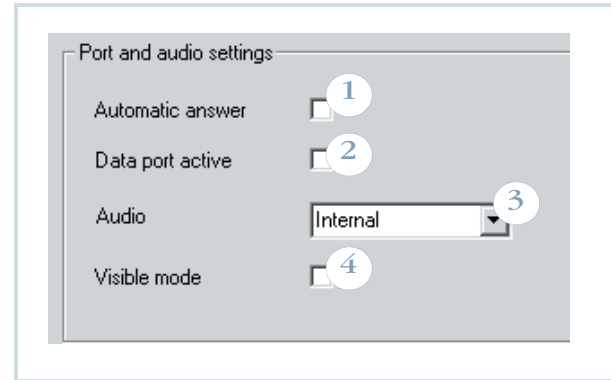 Port and audio settings
Automatic answer 1
Data port active 2
Audio Internal 3
Visible mode 4